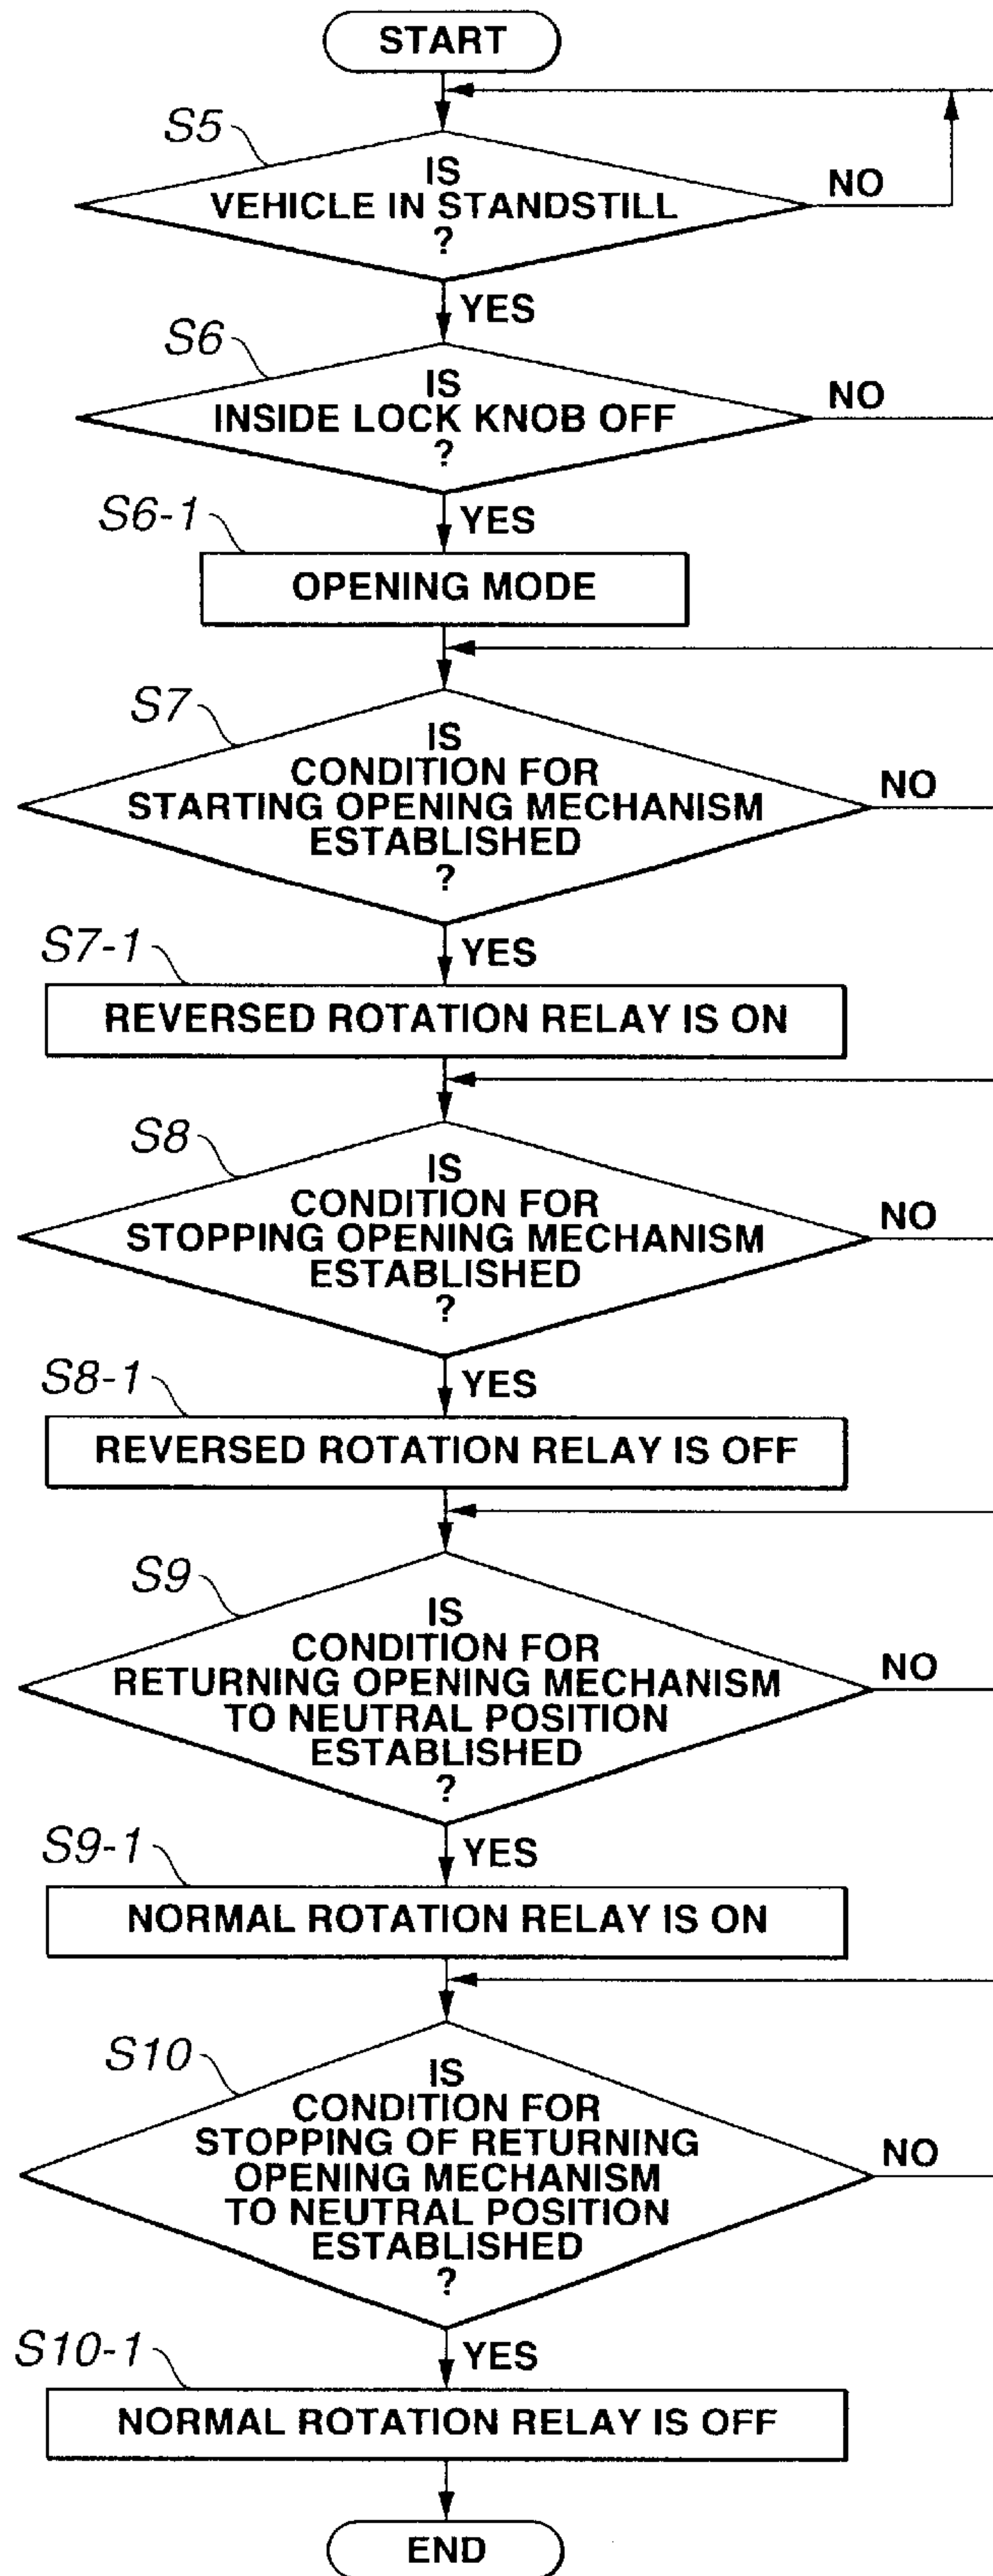 START
S5
IS
VEHICLE IN STANDSTILL
?
NO
YES
S6
IS
INSIDE LOCK KNOB OFF
?
NO
YES
S6-1
OPENING MODE
S7
IS
CONDITION FOR
STARTING OPENING MECHANISM
ESTABLISHED
?
NO
YES
S7-1
REVERSED ROTATION RELAY IS ON
S8
IS
CONDITION FOR
STOPPING OPENING MECHANISM
ESTABLISHED
?
NO
YES
S8-1
REVERSED ROTATION RELAY IS OFF
S9
IS
CONDITION FOR
RETURNING OPENING MECHANISM
TO NEUTRAL POSITION
ESTABLISHED
?
NO
YES
S9-1
NORMAL ROTATION RELAY IS ON
S10
IS
CONDITION FOR
STOPPING OF RETURNING
OPENING MECHANISM
TO NEUTRAL POSITION
ESTABLISHED
?
NO
YES
S10-1
NORMAL ROTATION RELAY IS OFF
END